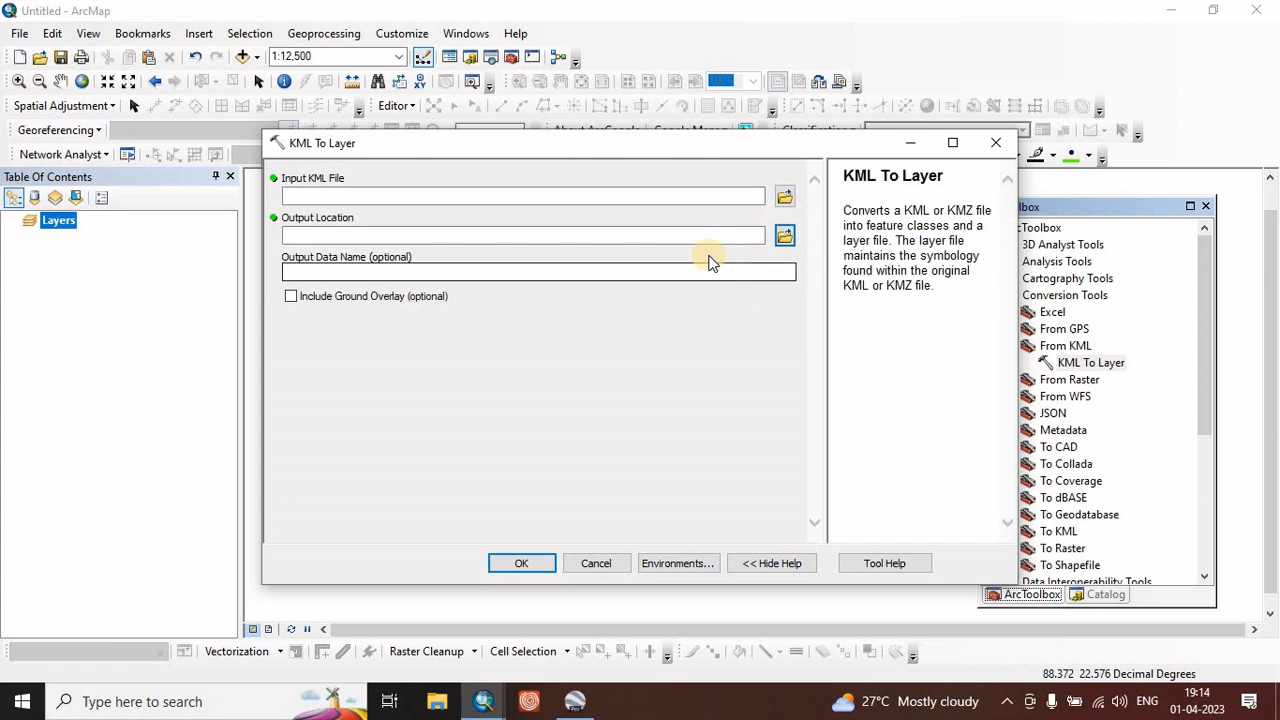 Untitled - ArcMap
File Edit View Bookmarks Insert Selection Geoprocessing Customize Windows Help
1:12,500
Spatial Adjustment Editor
Georeferencing
Network Analyst
Table Of Contents
Layers
KML To Layer
Input KML File
Output Location
Output Data Name (optional)
Include Ground Overlay (optional)
OK Cancel Environments... << Hide Help Tool Help
KML To Layer
Converts a KML or KMZ file
into feature classes and a
layer file. The layer file
maintains the symbology
found within the original
KML or KMZ file.
3D Analyst Tools
Analysis Tools
Cartography Tools
Conversion Tools
Excel
From GPS
From KML
KML To Layer
From Raster
From WFS
JSON
Metadata
To CAD
To Collada
To Coverage
To dBASE
To Geodatabase
To KML
To Raster
To Shapefile
Data Interoperability Tools
ArcToolbox Catalog
Vectorization Raster Cleanup Cell Selection
88.372 22.576 Decimal Degrees
Type here to search
27°C Mostly cloudy
ENG
19:14
01-04-2023